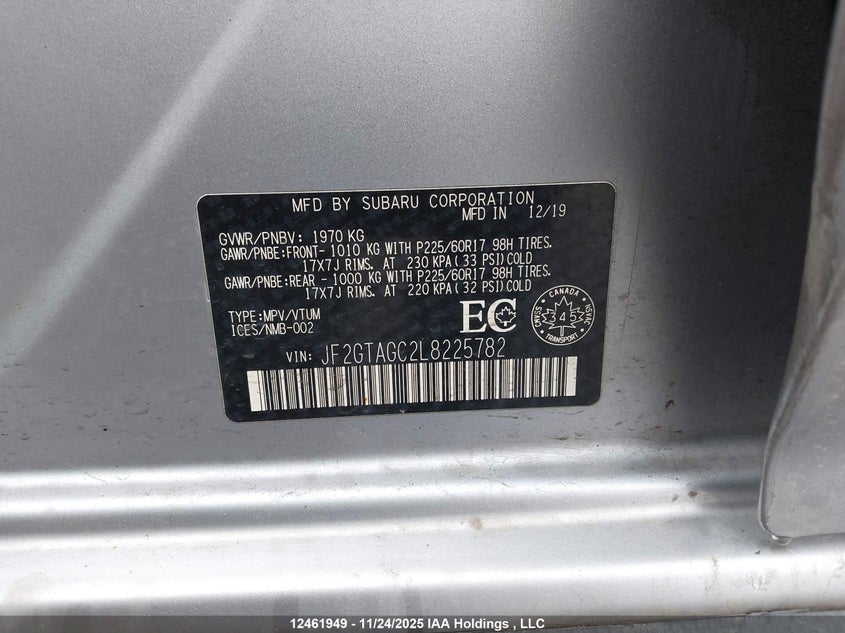 MFD BY SUBARU CORPORATION
MFD IN 12/19
GVWR/PNBV: 1970 KG
GAWR/PNBE:FRONT- 1010 KG WITH P225/60R17 98H TIRES.
17X7J RIMS. AT 230 KPA(33 PSI)COLD
GAWR/PNBE:REAR - 1000 KG WITH P225/60R17 98H TIRES.
17X7J RIMS. AT 220 KPA(32 PSI)COLD
TYPE:MPV/VTUM
ICES/NMB-002
EC
CANADA
CMVSS
345
NSVAC
TRANSPORT
VIN: JF2GTAGC2L8225782
12461949 - 11/24/2025 IAA Holdings , LLC